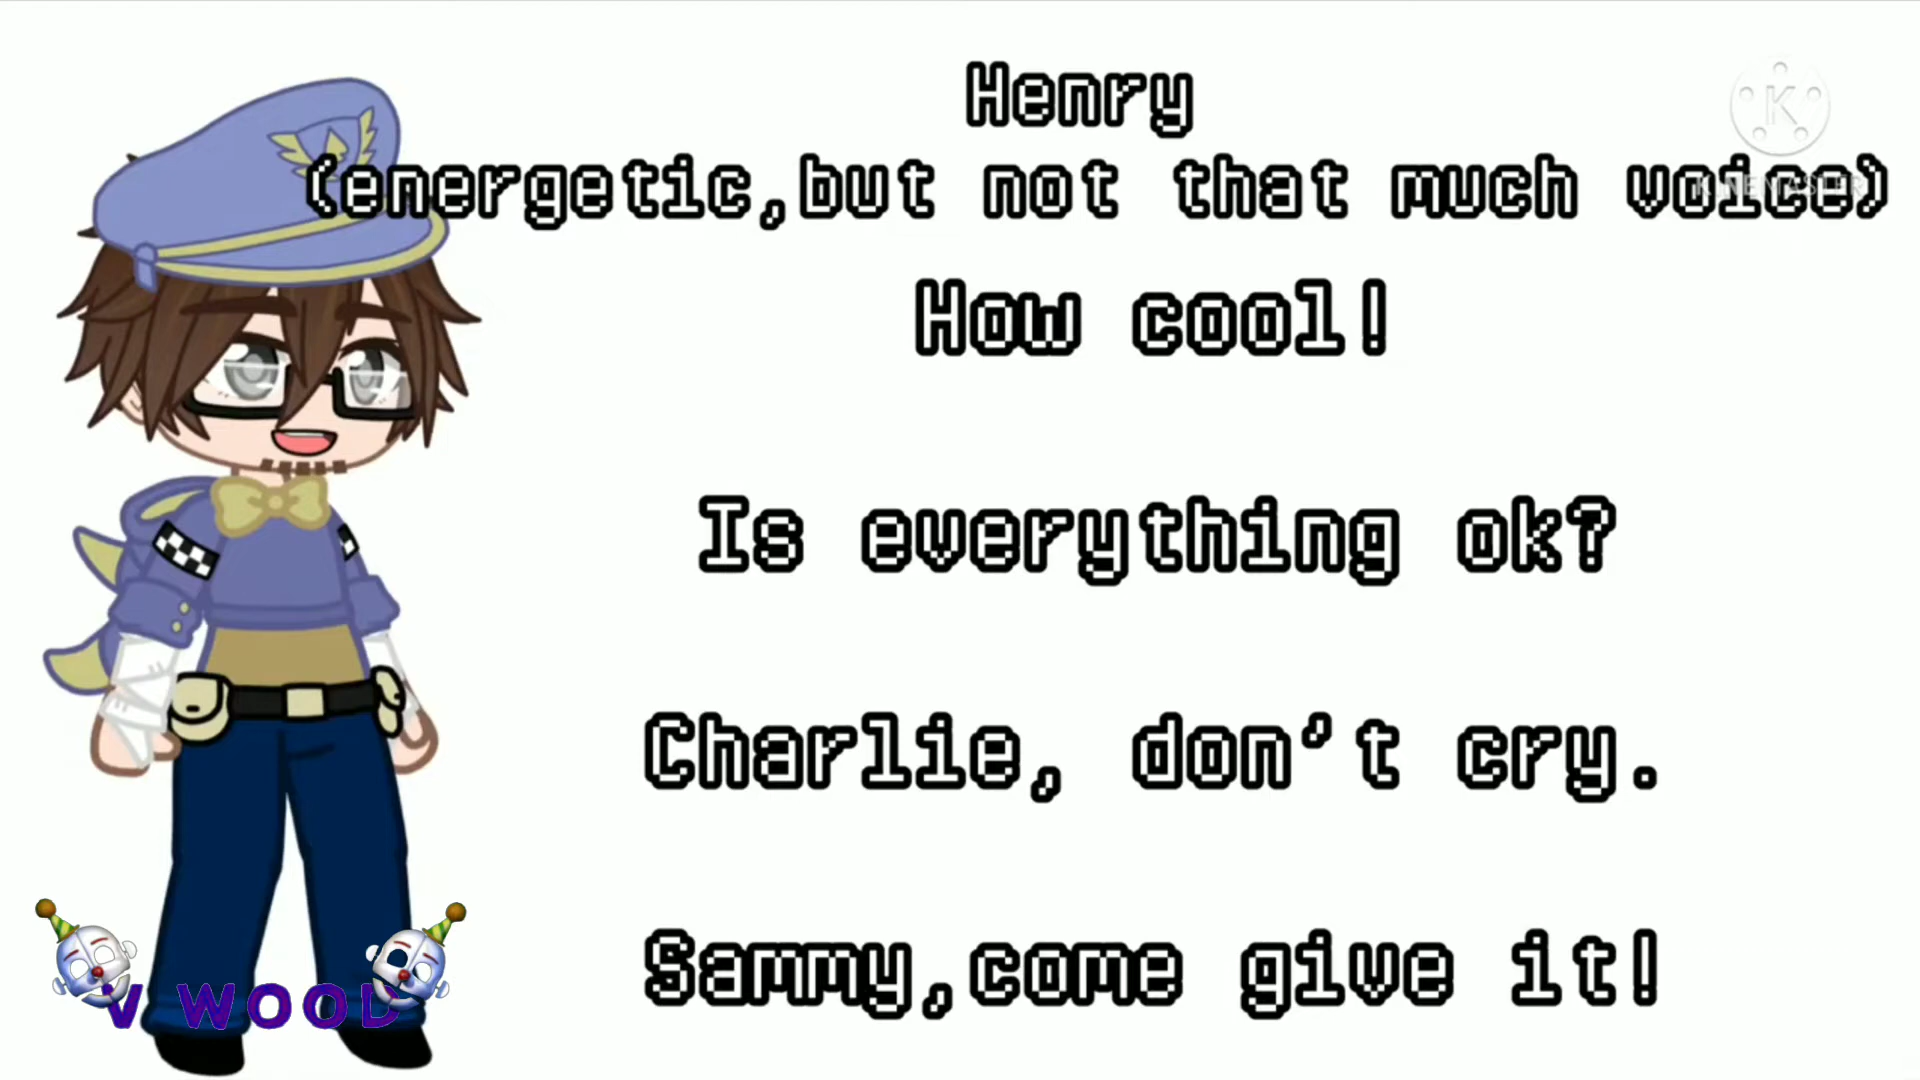 Henry
(energetic,but not that much voice)
KINEMASTER
How cool!
Is everything ok?
Charlie, don't cry.
Sammy,come give it!
V WOOD